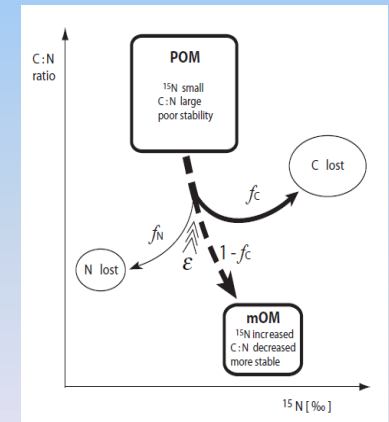 C:N
ratio
POM
¹⁵N small
C:N large
poor stability
C lost
fC
fN
ε
1-fC
N lost
mOM
¹⁵N increased
C:N decreased
more stable
¹⁵N [‰]